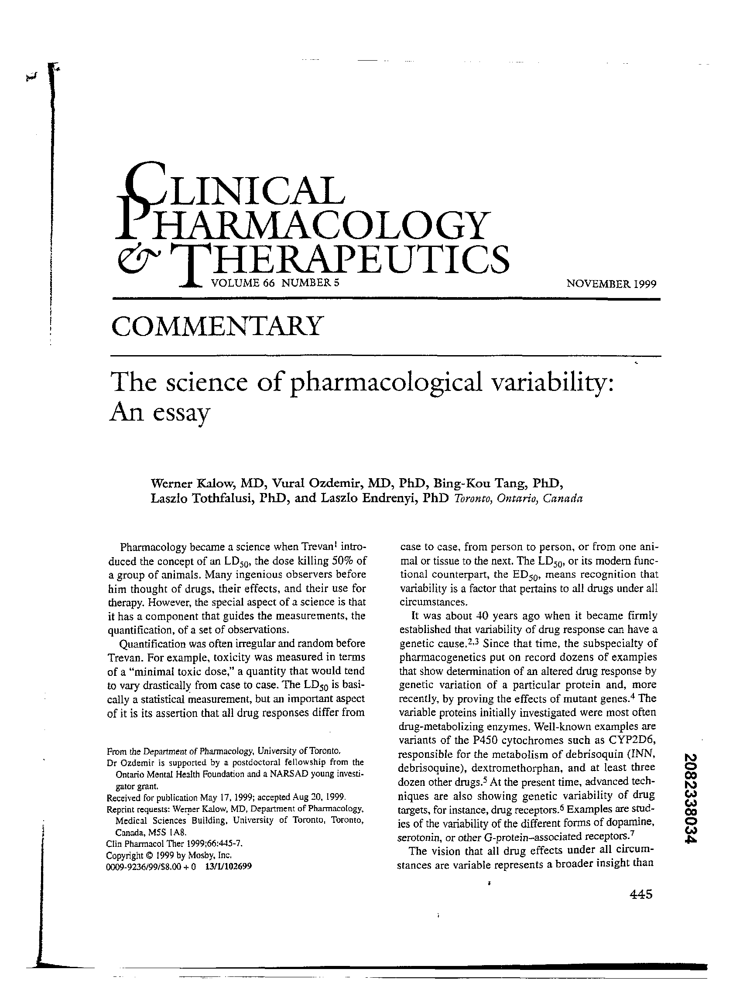 CLINICAL
PHARMACOLOGY
& THERAPEUTICS
VOLUME 66 NUMBER 5
NOVEMBER 1999
COMMENTARY
The science of pharmacological variability:
An essay
Werner Kalow, MD, Vural Ozdemir, MD, PhD, Bing-Kou Tang, PhD,
Laszlo Tothfalusi, PhD, and Laszlo Endrenyi, PhD Toronto, Ontario, Canada
Pharmacology became a science when Trevan1 intro-
duced the concept of an LD50, the dose killing 50% of
a group of animals. Many ingenious observers before
him thought of drugs, their effects, and their use for
therapy. However, the special aspect of a science is that
it has a component that guides the measurements, the
quantification, of a set of observations.
Quantification was often irregular and random before
Trevan. For example, toxicity was measured in terms
of a “minimal toxic dose,” a quantity that would tend
to vary drastically from case to case. The LD50 is basi-
cally a statistical measurement, but an important aspect
of it is its assertion that all drug responses differ from
From the Department of Pharmacology, University of Toronto.
Dr Ozdemir is supported by a postdoctoral fellowship from the
Ontario Mental Health Foundation and a NARSAD young investi-
gator grant.
Received for publication May 17, 1999; accepted Aug 20, 1999.
Reprint requests: Werner Kalow, MD, Department of Pharmacology,
Medical Sciences Building, University of Toronto, Toronto,
Canada, M5S 1A8.
Clin Pharmacol Ther 1999;66:445-7.
Copyright © 1999 by Mosby, Inc.
0009-9236/99/$8.00 + 0 13/1/102699
case to case, from person to person, or from one ani-
mal or tissue to the next. The LD50, or its modern func-
tional counterpart, the ED50, means recognition that
variability is a factor that pertains to all drugs under all
circumstances.
It was about 40 years ago when it became firmly
established that variability of drug response can have a
genetic cause.2,3 Since that time, the subspecialty of
pharmacogenetics put on record dozens of examples
that show determination of an altered drug response by
genetic variation of a particular protein and, more
recently, by proving the effects of mutant genes.4 The
variable proteins initially investigated were most often
drug-metabolizing enzymes. Well-known examples are
variants of the P450 cytochromes such as CYP2D6,
responsible for the metabolism of debrisoquin (INN,
debrisoquine), dextromethorphan, and at least three
dozen other drugs.5 At the present time, advanced tech-
niques are also showing genetic variability of drug
targets, for instance, drug receptors.6 Examples are stud-
ies of the variability of the different forms of dopamine,
serotonin, or other G-protein–associated receptors.7
The vision that all drug effects under all circum-
stances are variable represents a broader insight than
445
2082338034